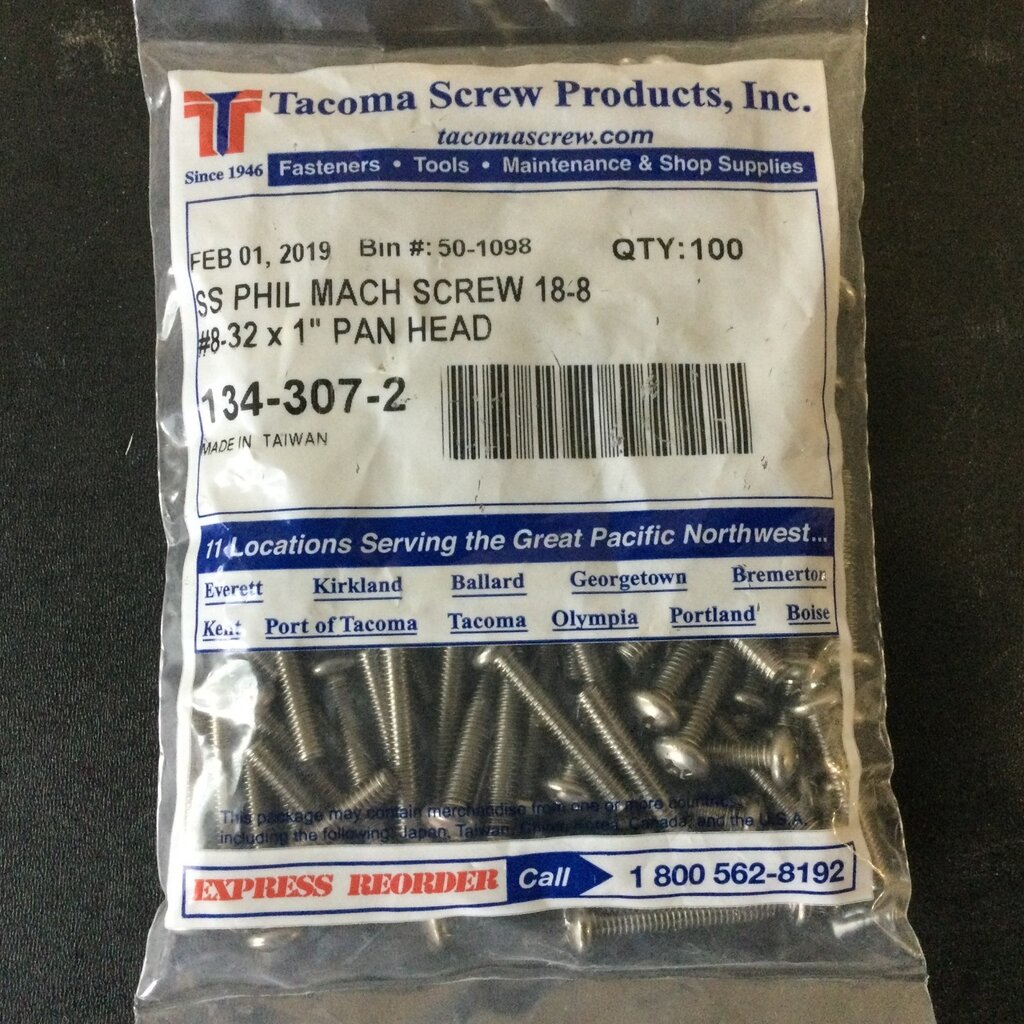 Tacoma Screw Products, Inc.
tacomascrew.com
Since 1946 Fasteners • Tools • Maintenance & Shop Supplies
FEB 01, 2019 Bin #: 50-1098 QTY: 100
SS PHIL MACH SCREW 18-8
#8-32 x 1" PAN HEAD
134-307-2
MADE IN TAIWAN
11 Locations Serving the Great Pacific Northwest...
Everett Kirkland Ballard Georgetown Bremerton
Kent Port of Tacoma Tacoma Olympia Portland Boise
This package may contain merchandise from one or more countries
including the following: Japan, Taiwan, China, Korea, Canada, and the U.S.A.
EXPRESS REORDER Call 1 800 562-8192